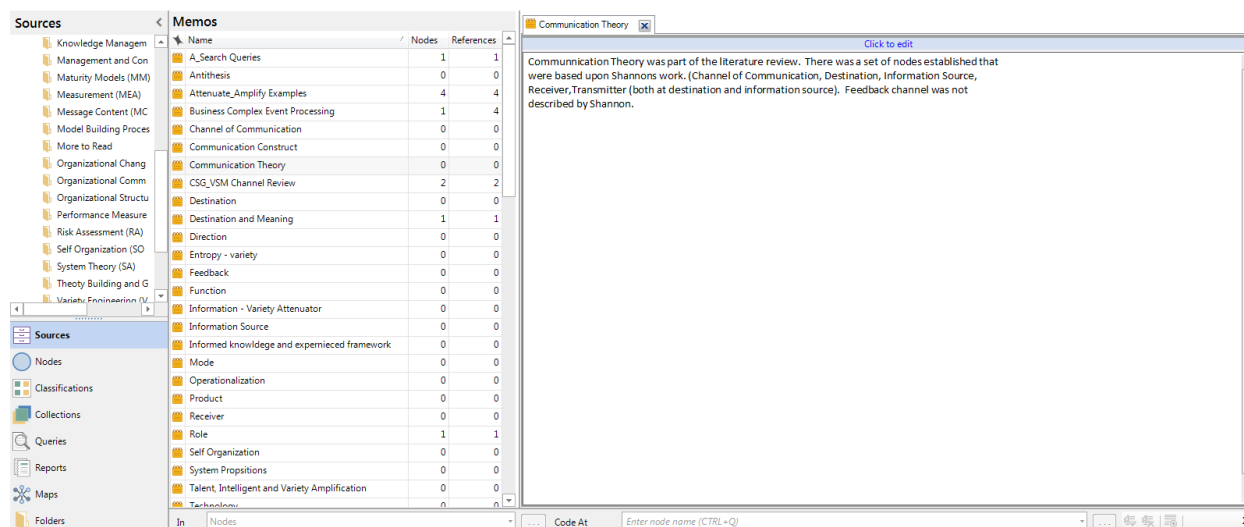 Sources
Knowledge Managem
Management and Con
Maturity Models (MM)
Measurement (MEA)
Message Content (MC
Model Building Proces
More to Read
Organizational Chang
Organizational Comm
Organizational Structu
Performance Measure
Risk Assessment (RA)
Self Organization (SO
System Theory (SA)
Theoty Building and G
Variety Engineering (V
Sources
Nodes
Classifications
Collections
Queries
Reports
Maps
Folders
Memos
Name Nodes References
A_Search Queries 1 1
Antithesis 0 0
Attenuate_Amplify Examples 4 4
Business Complex Event Processing 1 4
Channel of Communication 0 0
Communication Construct 0 0
Communication Theory 0 0
CSG_VSM Channel Review 2 2
Destination 0 0
Destination and Meaning 1 1
Direction 0 0
Entropy - variety 0 0
Feedback 0 0
Function 0 0
Information - Variety Attenuator 0 0
Information Source 0 0
Informed knowldege and expernieced framework 0 0
Mode 0 0
Operationalization 0 0
Product 0 0
Receiver 0 0
Role 1 1
Self Organization 0 0
System Propsitions 0 0
Talent, Intelligent and Variety Amplification 0 0
Technology 0 0
Communication Theory
Click to edit
Communnication Theory was part of the literature review. There was a set of nodes established that
were based upon Shannons work. (Channel of Communication, Destination, Information Source,
Receiver,Transmitter (both at destination and information source). Feedback channel was not
described by Shannon.
In Nodes ... Code At Enter node name (CTRL+Q) ...